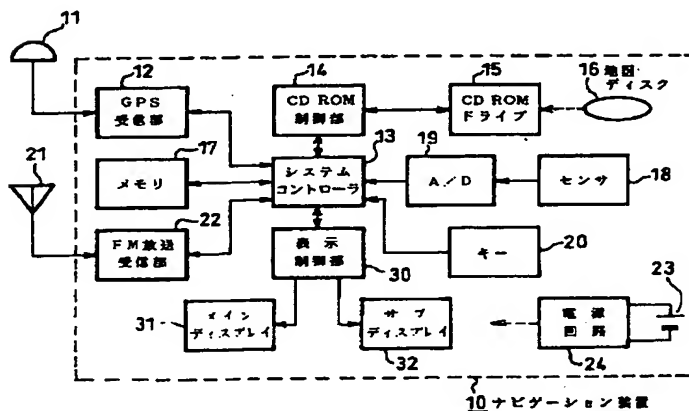 11
12
GPS
受信部
14
CD ROM
制御部
15
CD ROM
ドライブ
16 地図
ディスク
21
17
メモリ
13
システム
コントローラ
19
A/D
センサ
18
22
FM放送
受信部
表示
制御部
30
キー
20
31
メイン
ディスプレイ
サブ
ディスプレイ
32
電源
回路
24
23
10 ナビゲーション装置